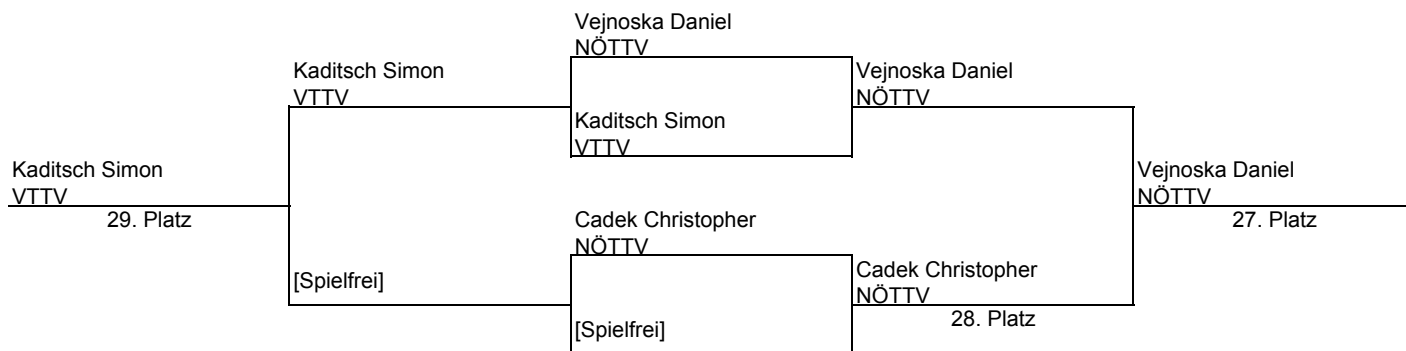 Vejnoska Daniel
NÖTTV
Kaditsch Simon
VTTV
Vejnoska Daniel
NÖTTV
Kaditsch Simon
VTTV
Kaditsch Simon
VTTV
29. Platz
Vejnoska Daniel
NÖTTV
27. Platz
Cadek Christopher
NÖTTV
[Spielfrei]
Cadek Christopher
NÖTTV
28. Platz
[Spielfrei]